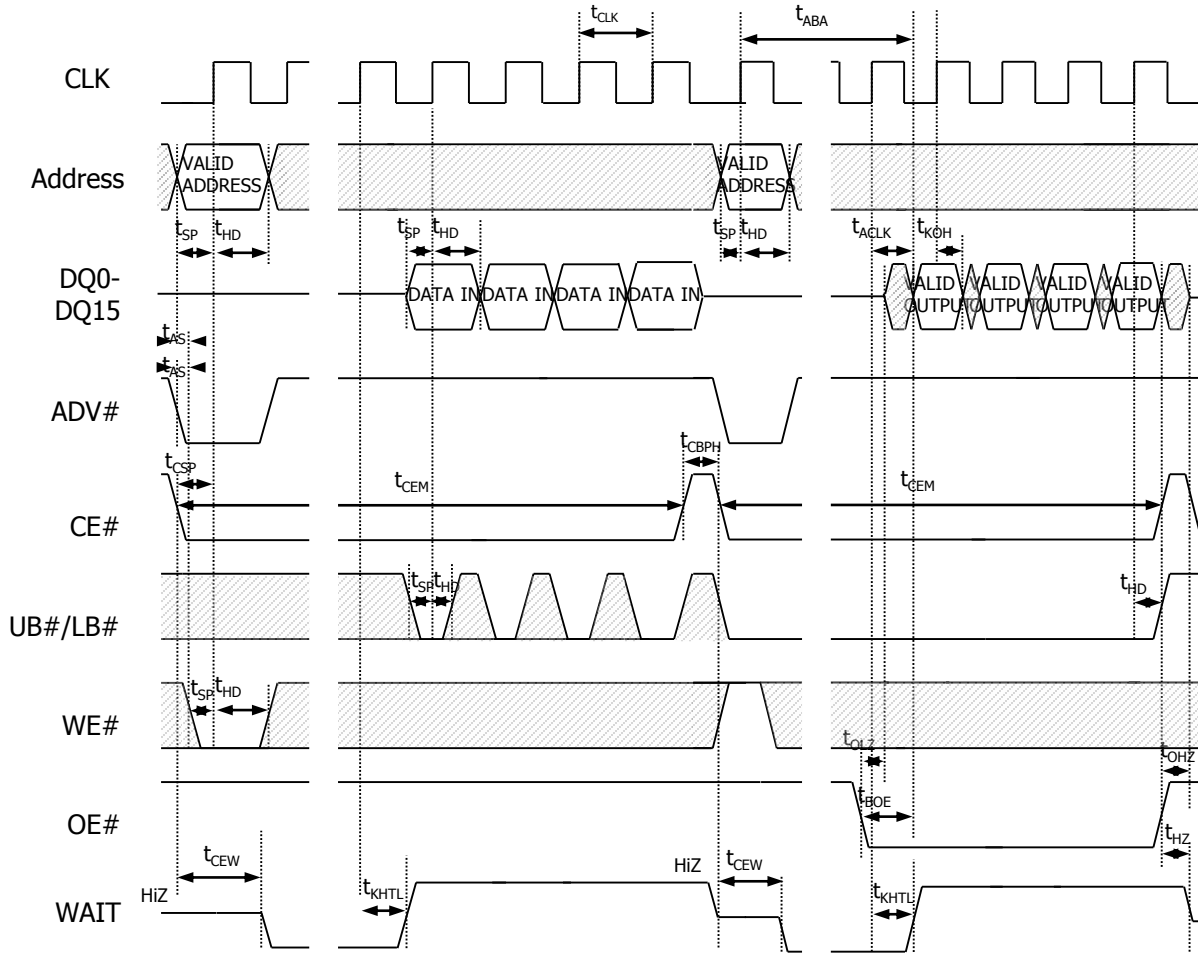 tCLK
tABA
CLK
Address
VALID
ADDRESS
VALID
ADDRESS
tSP
tHD
tSP
tHD
tSP
tHD
tACLK
tKOH
DQ0-
DQ15
DATA IN
DATA IN
DATA IN
DATA IN
VALID
OUTPUT
VALID
OUTPUT
VALID
OUTPUT
VALID
OUTPUT
tAS
tAS
ADV#
tCBPH
tCSP
tCEM
tCEM
CE#
tSP
tHD
tHD
UB#/LB#
tSP
tHD
WE#
tOLZ
tOHZ
tBOE
OE#
tHZ
tCEW
HiZ
tCEW
HiZ
tKHTL
tKHTL
WAIT